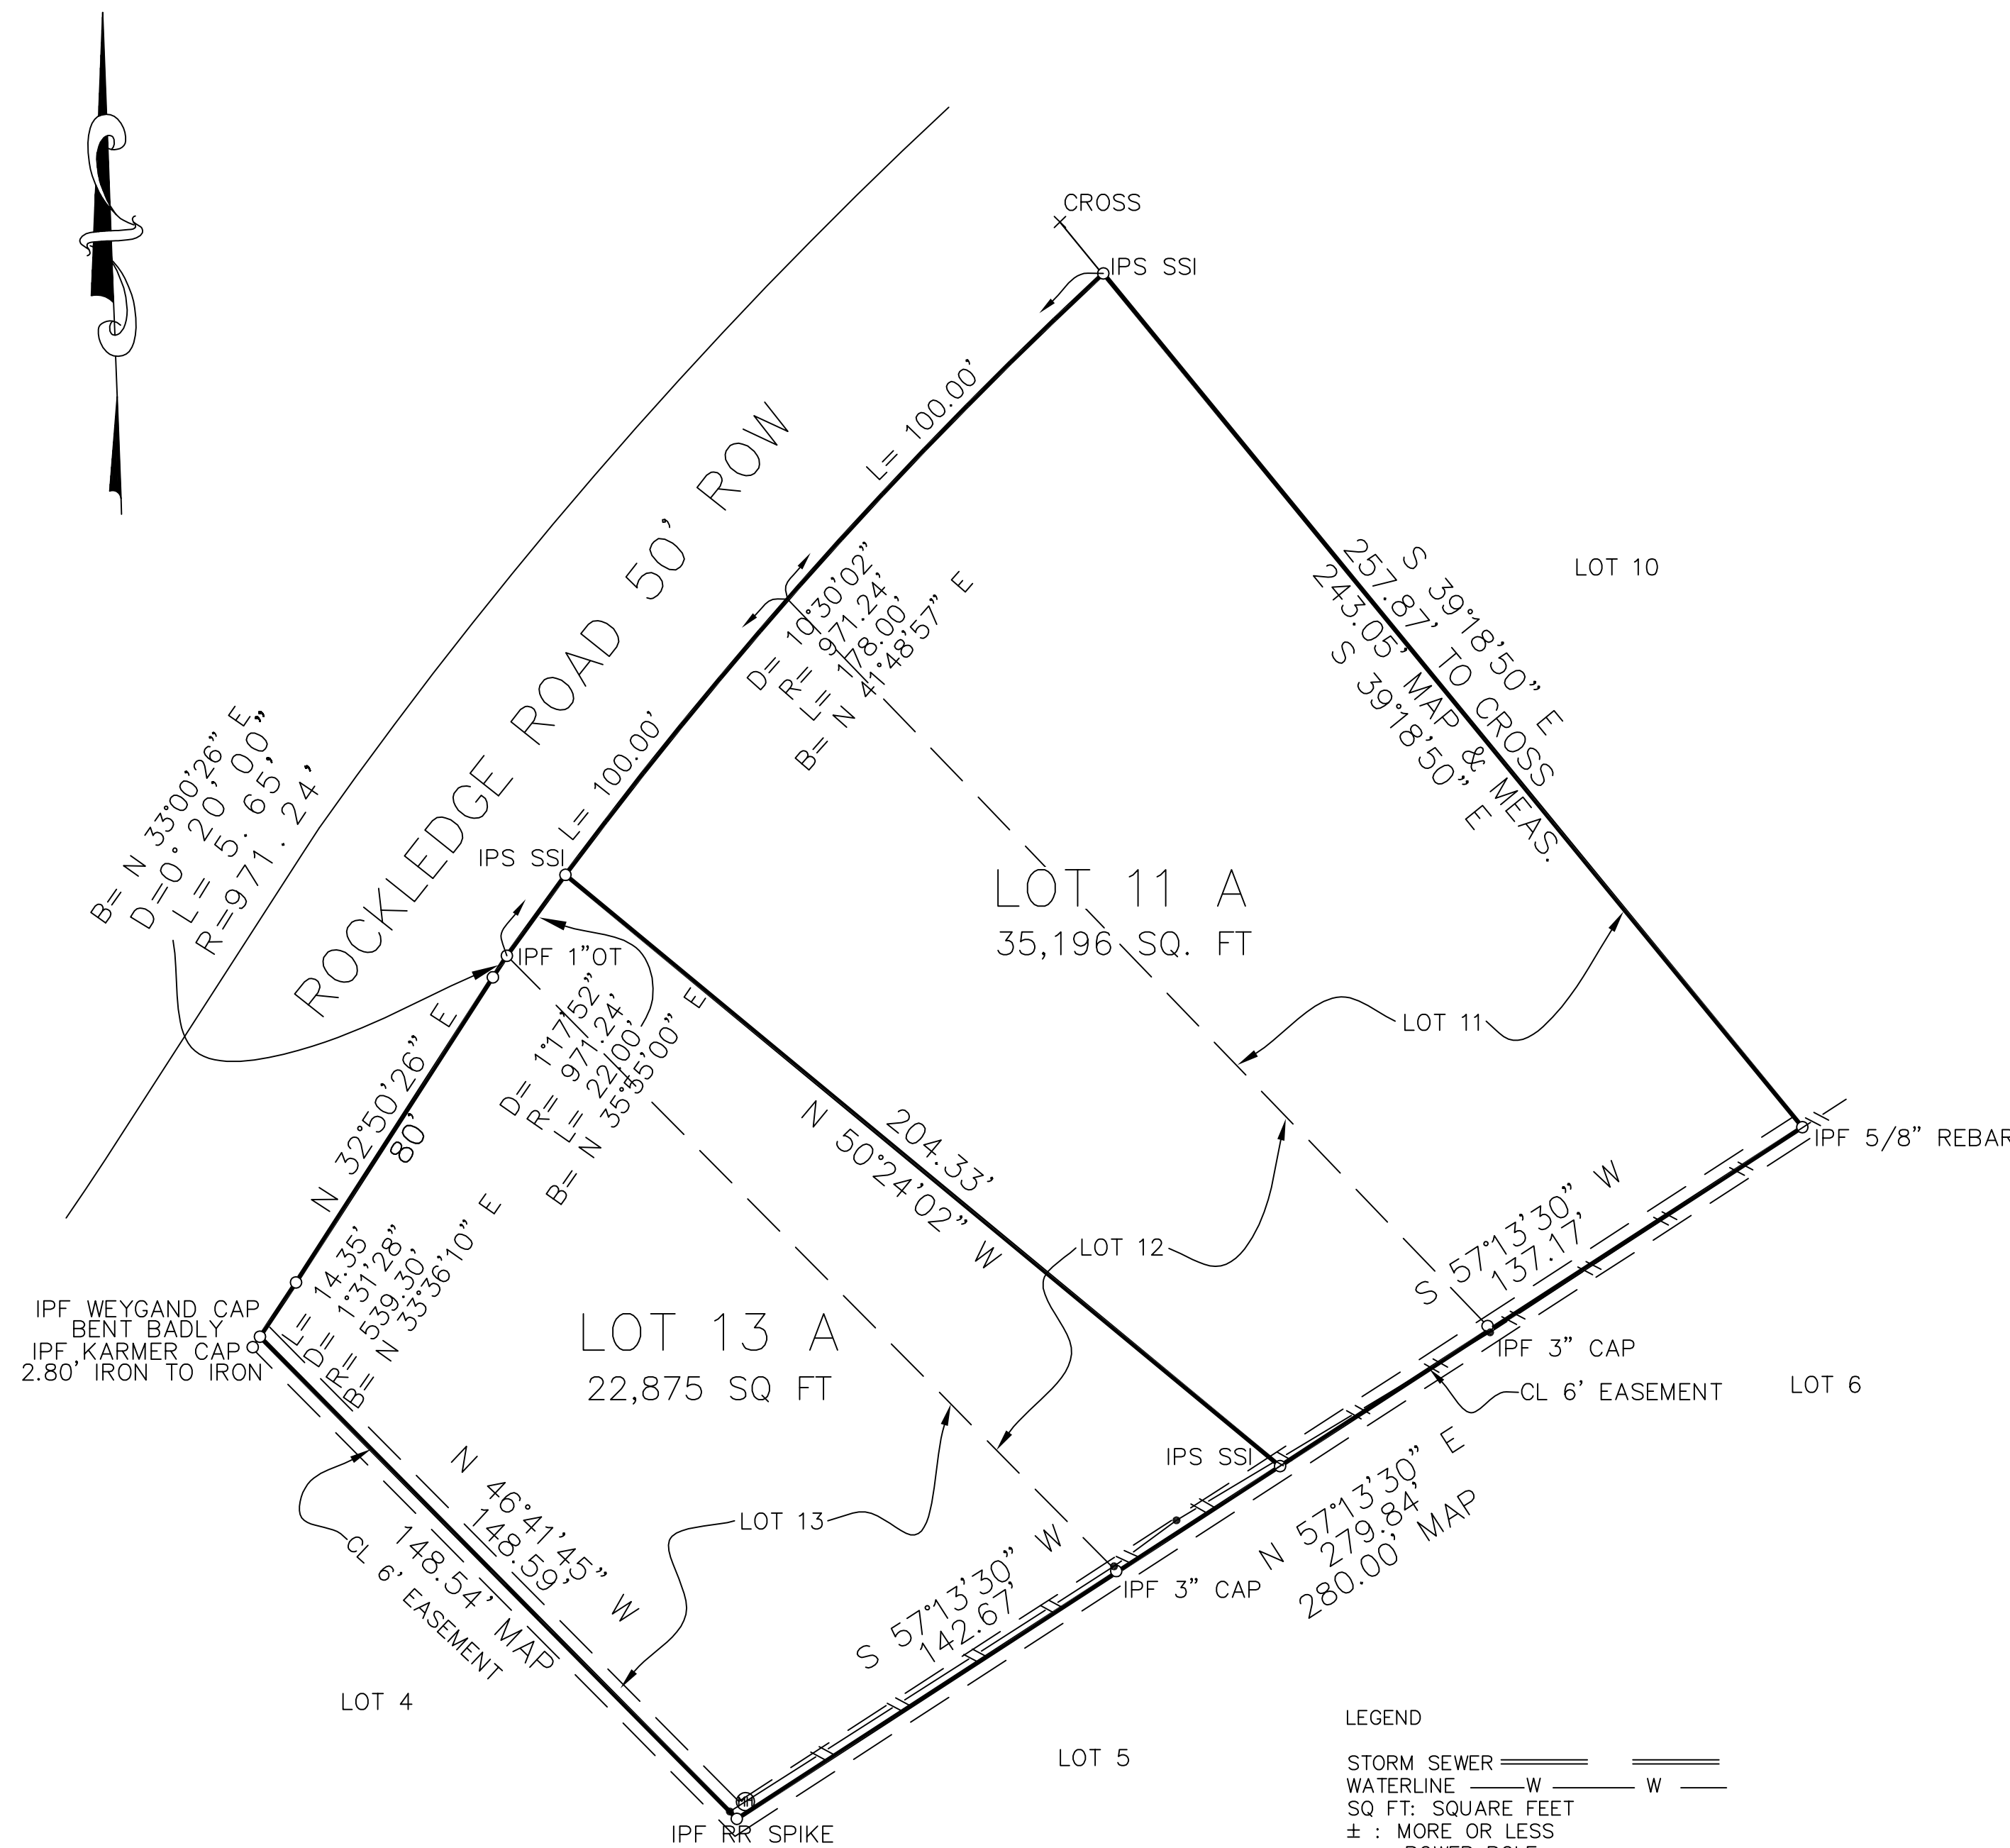 CROSS
IPS SSI
L= 100.00'
ROCKLEDGE ROAD 50' ROW
D= 10°30'02"
R= 971.24'
L= 178.00'
B= N 41°48'57" E
LOT 10
S 39°18'50" E
257.87' TO CROSS
243.05' MAP & MEAS.
S 39°18'50" E
B= N 33°00'26" E
D=0°20'00"
L= 5.65'
R=971.24'
L= 100.00'
IPS SSI
LOT 11 A
35,196 SQ. FT
IPF 1"OT
N 32°50'26" E
80'
D= 1°17'52"
R= 971.24'
L= 22.00'
B= N 35°55'00" E
LOT 11
204.33'
N 50°24'02" W
IPF 5/8" REBAR
S 57°13'30" W
137.17'
LOT 12
L= 14.35'
D= 1°31'28"
R= 539.30'
B= N 33°36'10" E
IPF WEYGAND CAP
BENT BADLY
IPF KARMER CAP
2.80' IRON TO IRON
LOT 13 A
22,875 SQ FT
IPF 3" CAP
CL 6' EASEMENT
LOT 6
IPS SSI
N 57°13'30" E
279.84'
280.00' MAP
N 46°41'45" W
148.59'
148.54' MAP
CL 6' EASEMENT
LOT 13
S 57°13'30" W
142.67'
IPF 3" CAP
LOT 4
LOT 5
MH
IPF RR SPIKE
LEGEND
STORM SEWER
WATERLINE W W
SQ FT: SQUARE FEET
± : MORE OR LESS
POWER POLE